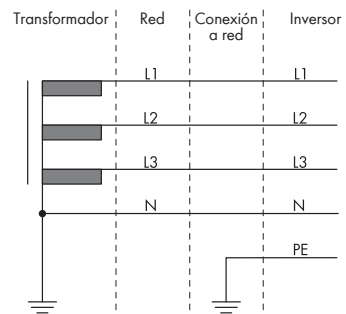 Transformador Red Conexión a red Inversor
L1 L1
L2 L2
L3 L3
N N
PE